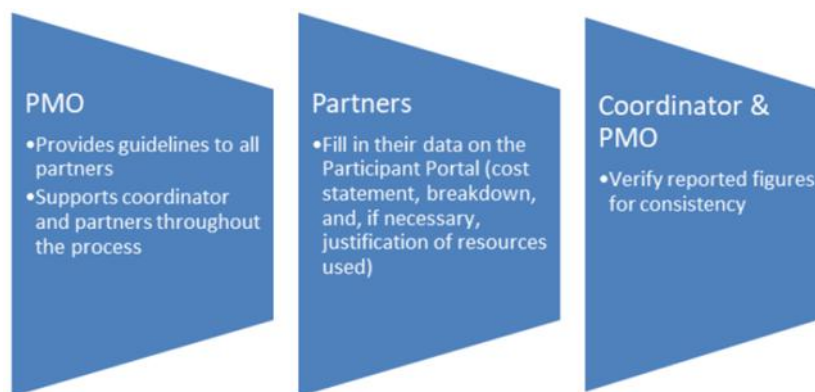 PMO
•Provides guidelines to all
partners
•Supports coordinator
and partners throughout
the process
Partners
•Fill in their data on the
Participant Portal (cost
statement, breakdown,
and, if necessary,
justification of resources
used)
Coordinator &
PMO
•Verify reported figures
for consistency